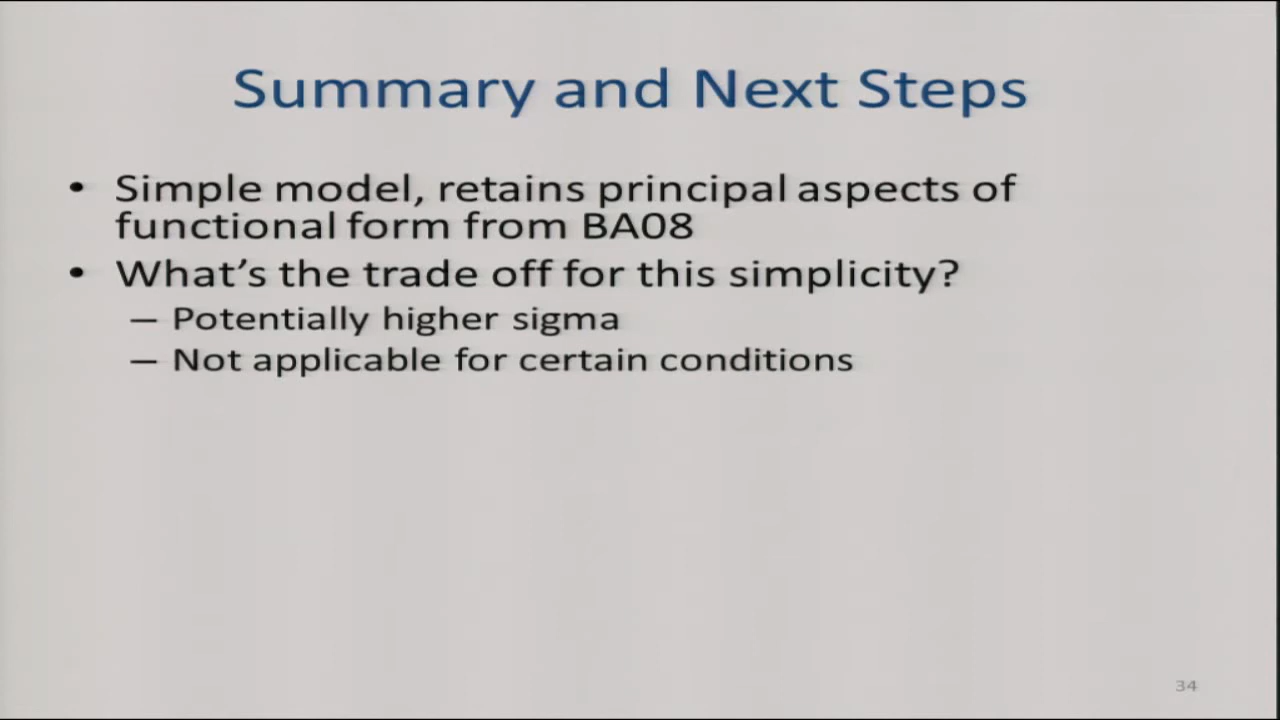 Summary and Next Steps
• Simple model, retains principal aspects of
functional form from BA08
• What's the trade off for this simplicity?
– Potentially higher sigma
– Not applicable for certain conditions
34